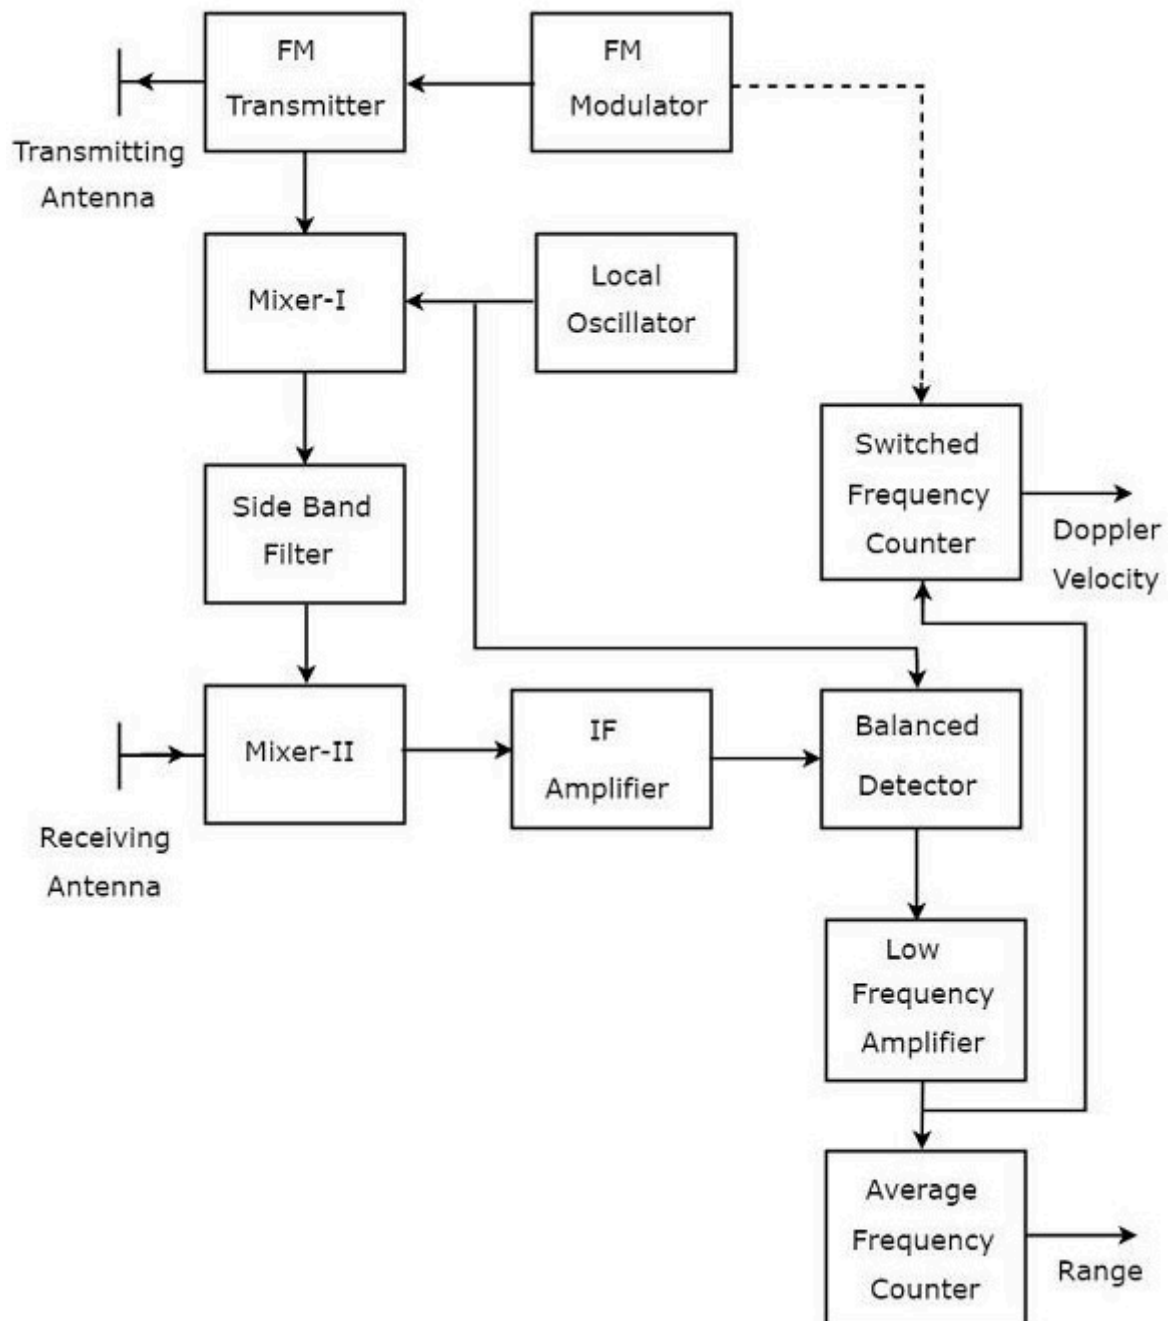 FM
Transmitter
FM
Modulator
Transmitting
Antenna
Mixer-I
Local
Oscillator
Switched
Frequency
Counter
Doppler
Velocity
Side Band
Filter
Mixer-II
IF
Amplifier
Balanced
Detector
Receiving
Antenna
Low
Frequency
Amplifier
Average
Frequency
Counter
Range